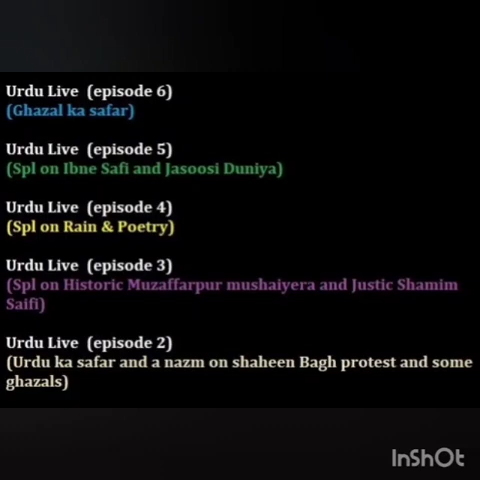 Urdu Live (episode 6)
(Ghazal ka safar)
Urdu Live (episode 5)
(Spl on Ibne Safi and Jasoosi Duniya)
Urdu Live (episode 4)
(Spl on Rain & Poetry)
Urdu Live (episode 3)
(Spl on Historic Muzaffarpur mushaiyera and Justic Shamim
Saifi)
Urdu Live (episode 2)
(Urdu ka safar and a nazm on shaheen Bagh protest and some
ghazals)
InShOt